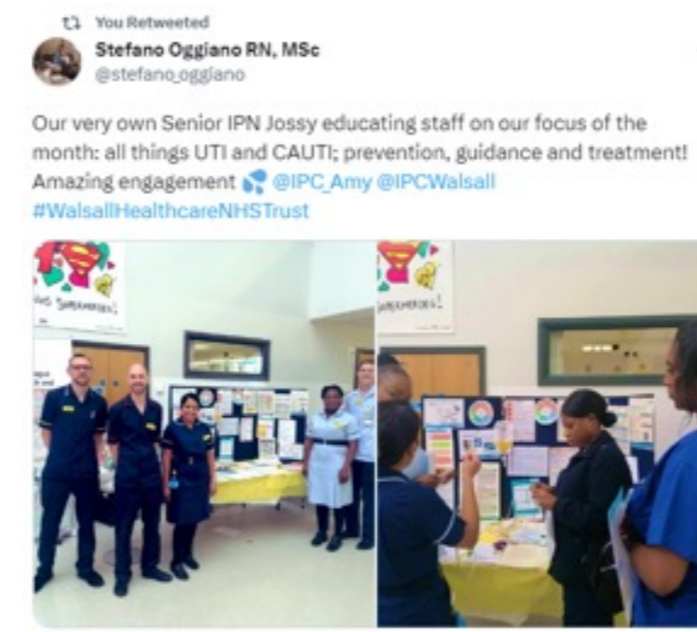 You Retweeted
Stefano Oggiano RN, MSc
@stefano_oggiano
Our very own Senior IPN Jossy educating staff on our focus of the
month: all things UTI and CAUTI; prevention, guidance and treatment!
Amazing engagement 💦 @IPC_Amy @IPCWalsall
#WalsallHealthcareNHSTrust
SUPERHEROES!